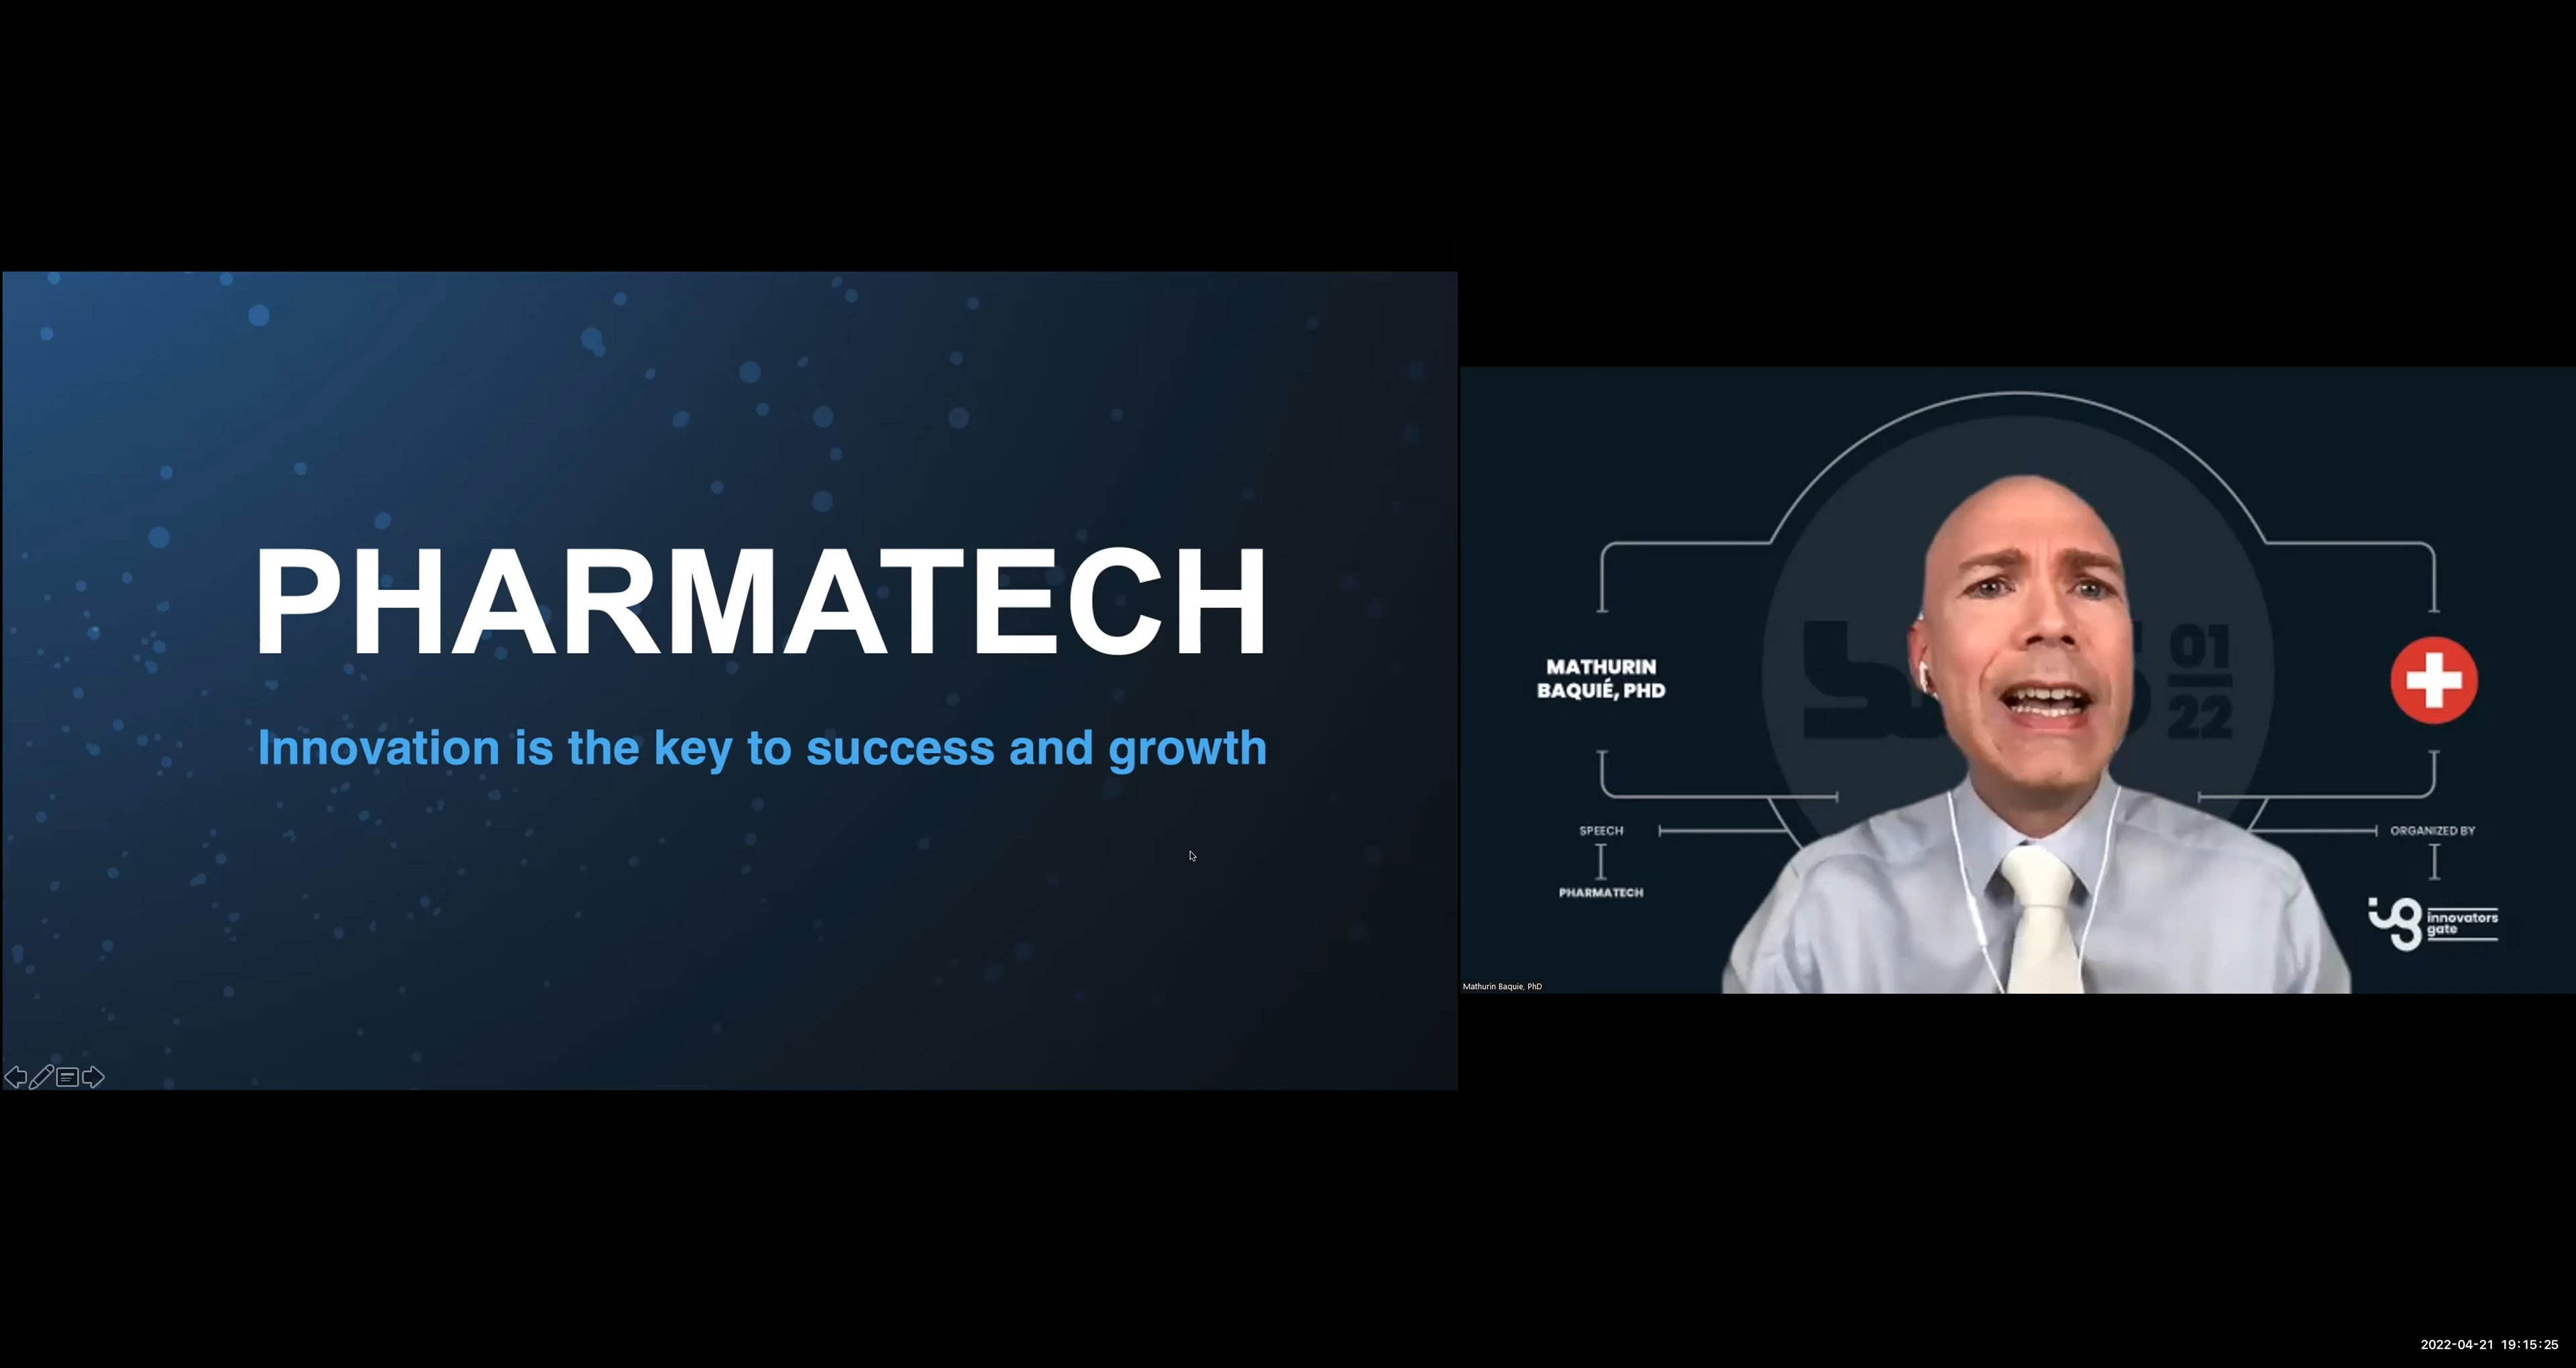 PHARMATECH
Innovation is the key to success and growth
MATHURIN
BAQUIÉ, PHD
01
22
SPEECH
PHARMATECH
ORGANIZED BY
ig
innovators
gate
Mathurin Baquie, PhD
2022-04-21 19:15:25